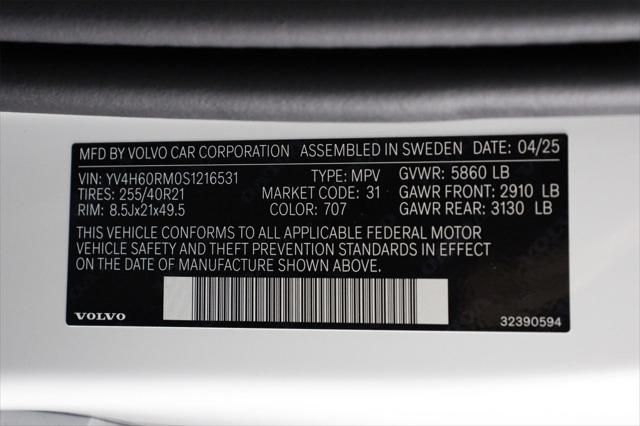 MFD BY VOLVO CAR CORPORATION ASSEMBLED IN SWEDEN DATE: 04/25
VIN: YV4H60RM0S1216531 TYPE: MPV GVWR: 5860 LB
TIRES: 255/40R21 MARKET CODE: 31 GAWR FRONT: 2910 LB
RIM: 8.5Jx21x49.5 COLOR: 707 GAWR REAR: 3130 LB
THIS VEHICLE CONFORMS TO ALL APPLICABLE FEDERAL MOTOR
VEHICLE SAFETY AND THEFT PREVENTION STANDARDS IN EFFECT
ON THE DATE OF MANUFACTURE SHOWN ABOVE.
VOLVO 32390594